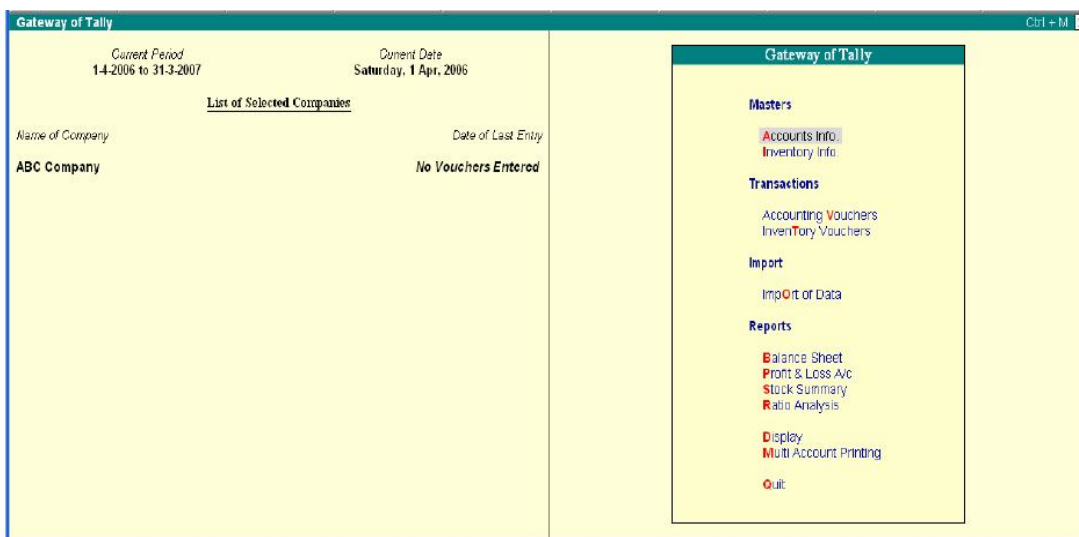 Gateway of Tally Ctrl + M
Current Period Current Date
1-4-2006 to 31-3-2007 Saturday, 1 Apr, 2006
List of Selected Companies
Name of Company Date of Last Entry
ABC Company No Vouchers Entered
Gateway of Tally
Masters
Accounts Info.
Inventory Info.
Transactions
Accounting Vouchers
InvenTory Vouchers
Import
ImpOrt of Data
Reports
Balance Sheet
Profit & Loss A/c
Stock Summary
Ratio Analysis
Display
Multi Account Printing
Quit